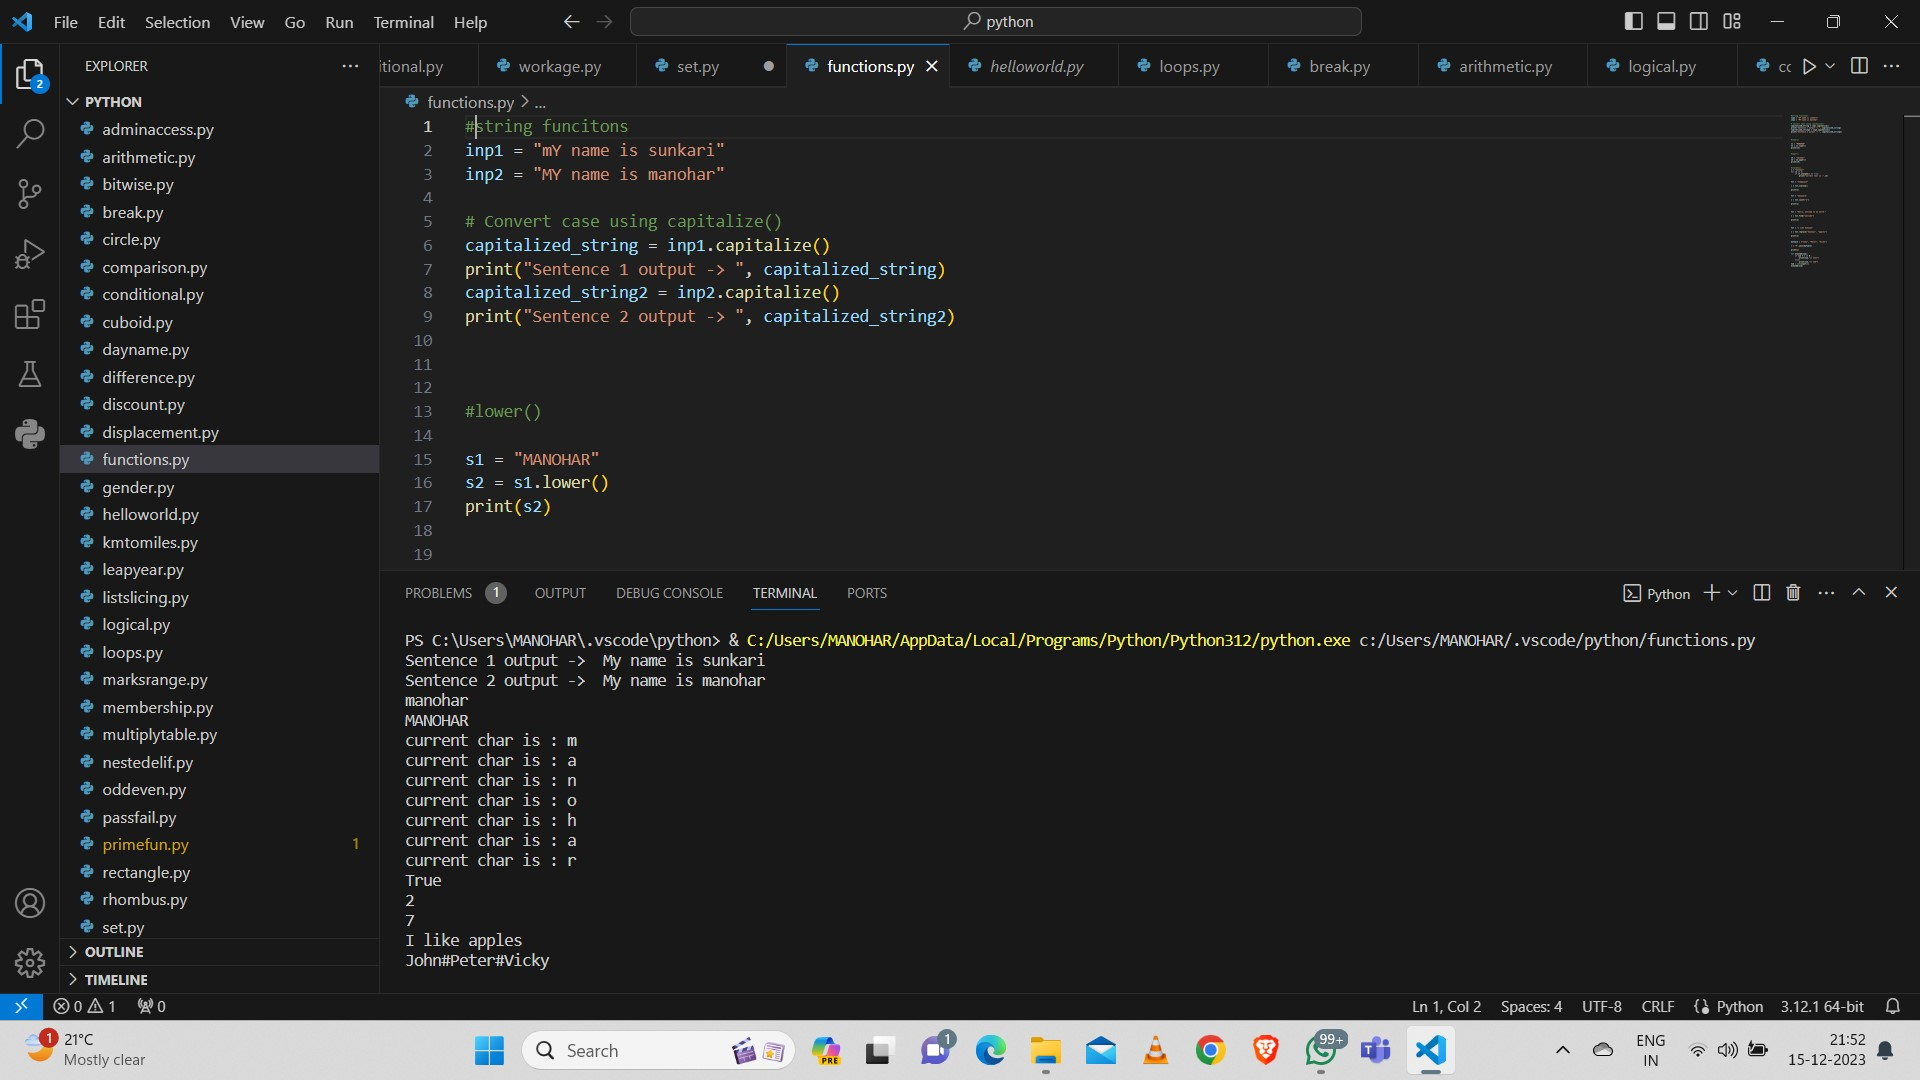 File Edit Selection View Go Run Terminal Help
python
EXPLORER
itional.py workage.py set.py functions.py helloworld.py loops.py break.py arithmetic.py logical.py
PYTHON
adminaccess.py
arithmetic.py
bitwise.py
break.py
circle.py
comparison.py
conditional.py
cuboid.py
dayname.py
difference.py
discount.py
displacement.py
functions.py
gender.py
helloworld.py
kmtomiles.py
leapyear.py
listslicing.py
logical.py
loops.py
marksrange.py
membership.py
multiplytable.py
nestedelif.py
oddeven.py
passfail.py
primefun.py 1
rectangle.py
rhombus.py
set.py
OUTLINE
TIMELINE
2
functions.py > ...
1 #string funcitons
2 inp1 = "mY name is sunkari"
3 inp2 = "MY name is manohar"
4
5 # Convert case using capitalize()
6 capitalized_string = inp1.capitalize()
7 print("Sentence 1 output -> ", capitalized_string)
8 capitalized_string2 = inp2.capitalize()
9 print("Sentence 2 output -> ", capitalized_string2)
10
11
12
13 #lower()
14
15 s1 = "MANOHAR"
16 s2 = s1.lower()
17 print(s2)
18
19
PROBLEMS 1 OUTPUT DEBUG CONSOLE TERMINAL PORTS
Python
PS C:\Users\MANOHAR\.vscode\python> & C:/Users/MANOHAR/AppData/Local/Programs/Python/Python312/python.exe c:/Users/MANOHAR/.vscode/python/functions.py
Sentence 1 output ->  My name is sunkari
Sentence 2 output ->  My name is manohar
manohar
MANOHAR
current char is : m
current char is : a
current char is : n
current char is : o
current char is : h
current char is : a
current char is : r
True
2
7
I like apples
John#Peter#Vicky
0 1 0
Ln 1, Col 2 Spaces: 4 UTF-8 CRLF Python 3.12.1 64-bit
1
21°C
Mostly clear
Search
PRE
1
99+
ENG
IN
21:52
15-12-2023